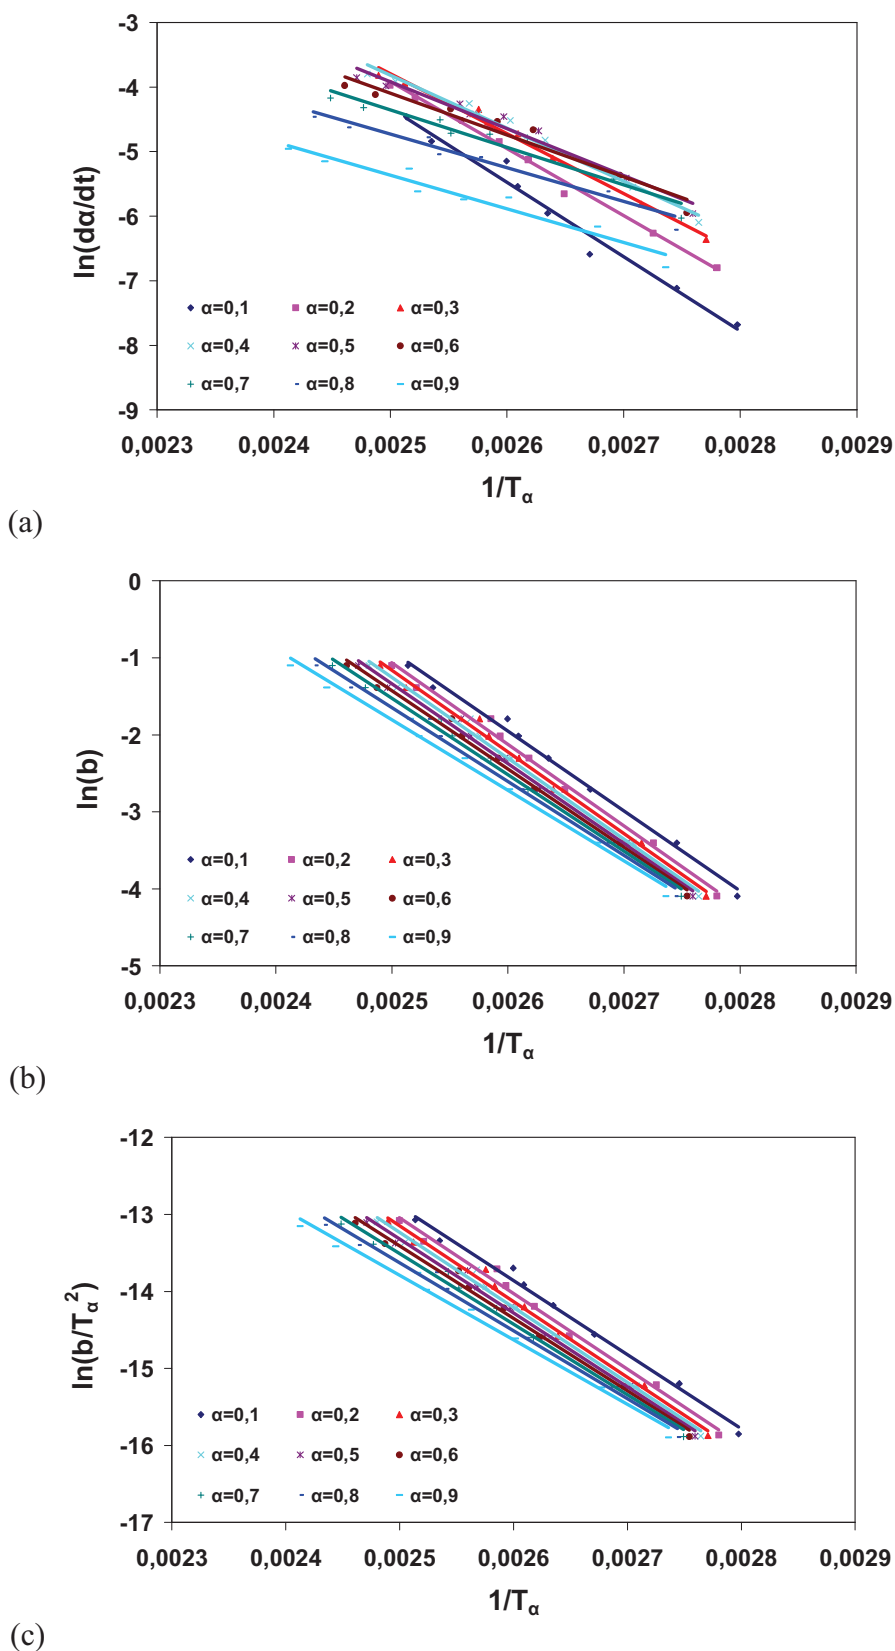 -3
-4
-5
-6
-7
-8
-9
ln(dα/dt)
α=0,1 α=0,2 α=0,3
α=0,4 α=0,5 α=0,6
α=0,7 α=0,8 α=0,9
0,0023 0,0024 0,0025 0,0026 0,0027 0,0028 0,0029
1/Tα
(a)
0
-1
-2
-3
-4
-5
ln(b)
α=0,1 α=0,2 α=0,3
α=0,4 α=0,5 α=0,6
α=0,7 α=0,8 α=0,9
0,0023 0,0024 0,0025 0,0026 0,0027 0,0028 0,0029
1/Tα
(b)
-12
-13
-14
-15
-16
-17
ln(b/Tα²)
α=0,1 α=0,2 α=0,3
α=0,4 α=0,5 α=0,6
α=0,7 α=0,8 α=0,9
0,0023 0,0024 0,0025 0,0026 0,0027 0,0028 0,0029
1/Tα
(c)